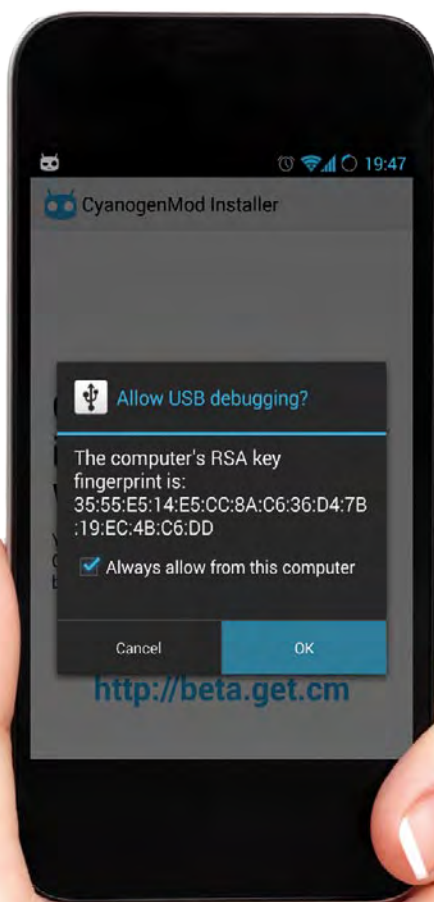 19:47
CyanogenMod Installer
Allow USB debugging?
The computer's RSA key
fingerprint is:
35:55:E5:14:E5:CC:8A:C6:36:D4:7B
:19:EC:4B:C6:DD
Always allow from this computer
Cancel
OK
http://beta.get.cm